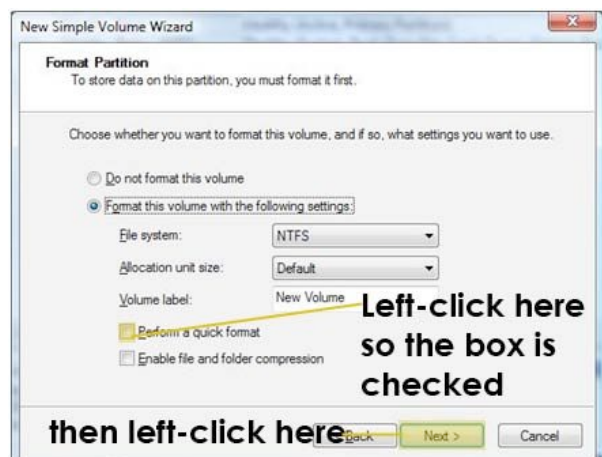 New Simple Volume Wizard
Format Partition
To store data on this partition, you must format it first.
Choose whether you want to format this volume, and if so, what settings you want to use.
Do not format this volume
Format this volume with the following settings:
File system: NTFS
Allocation unit size: Default
Volume label: New Volume
Left-click here
so the box is
checked
Perform a quick format
Enable file and folder compression
then left-click here
Back Next > Cancel